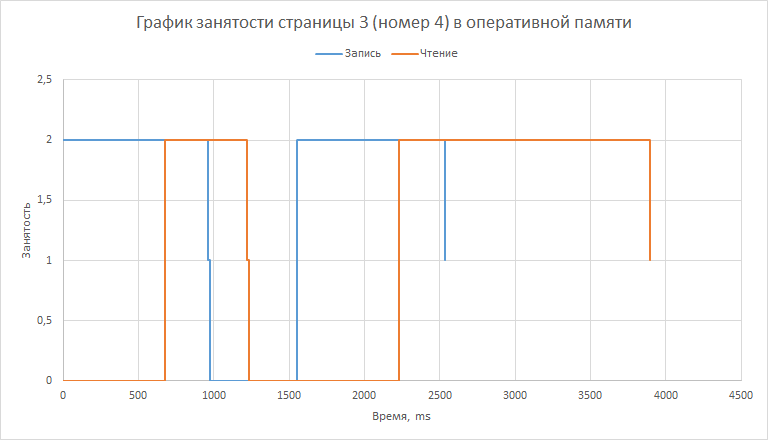 График занятости страницы 3 (номер 4) в оперативной памяти
Запись Чтение
2,5
2
1,5
1
0,5
0
Занятость
0 500 1000 1500 2000 2500 3000 3500 4000 4500
Время, ms